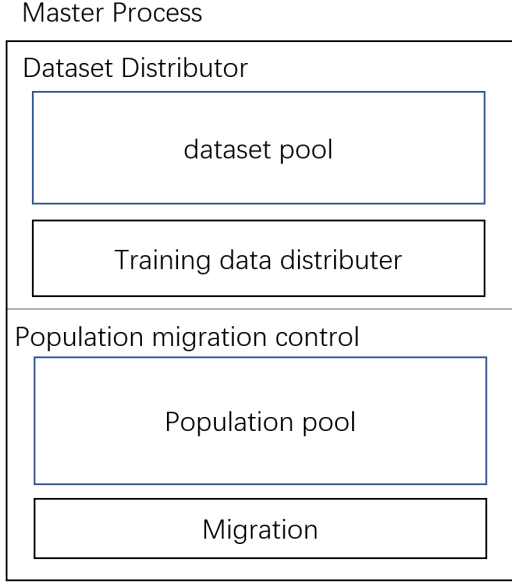 Master Process
Dataset Distributor
dataset pool
Training data distributer
Population migration control
Population pool
Migration